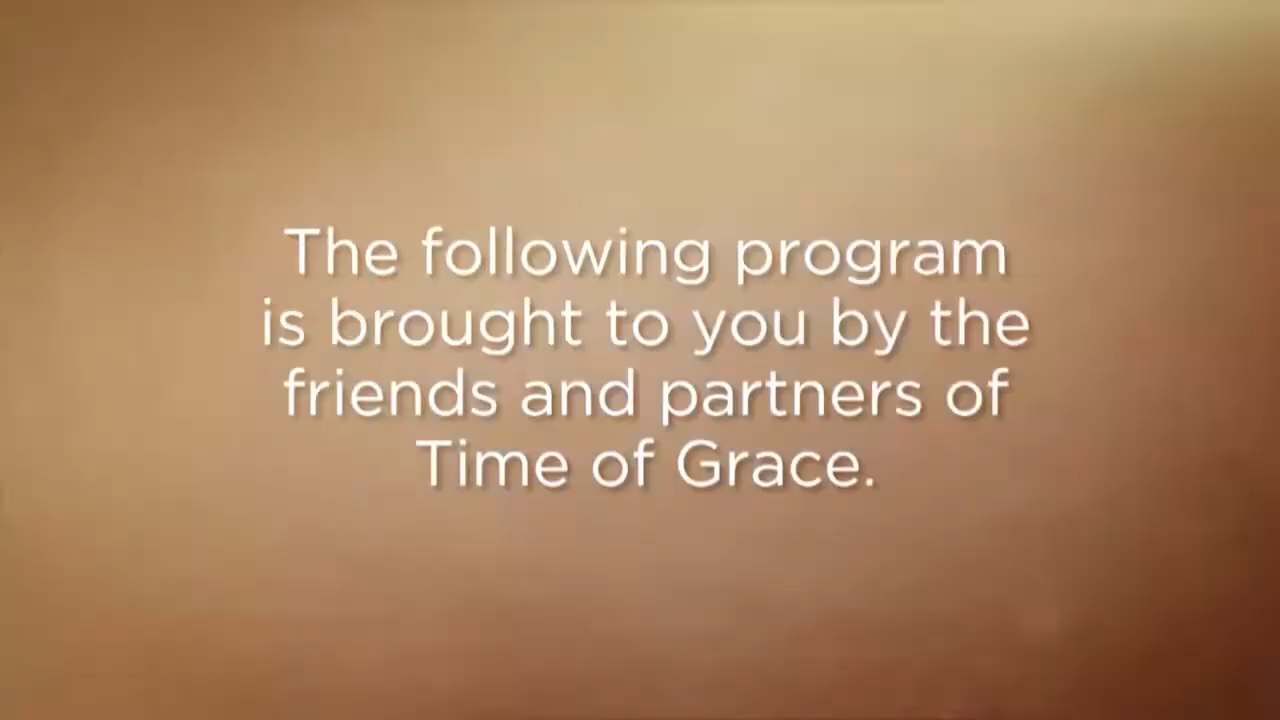 The following program
is brought to you by the
friends and partners of
Time of Grace.